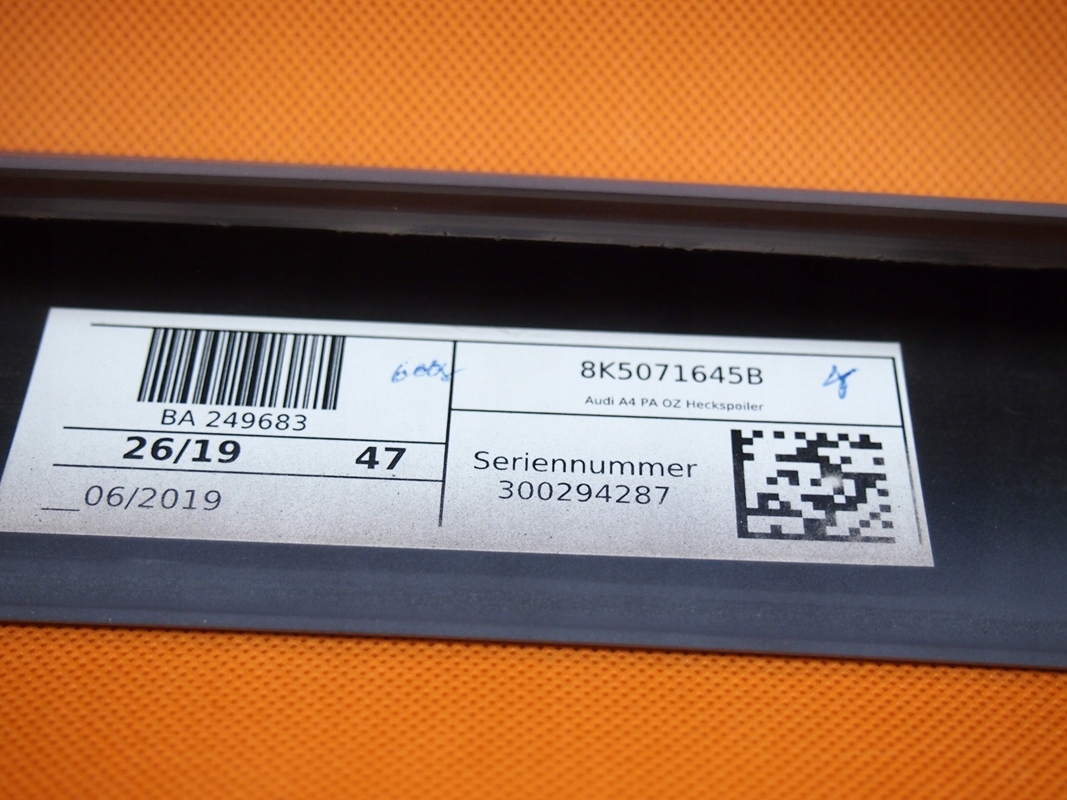 BA 249683
26/19 47
__06/2019
8K5071645B
Audi A4 PA OZ Heckspoiler
Seriennummer
300294287